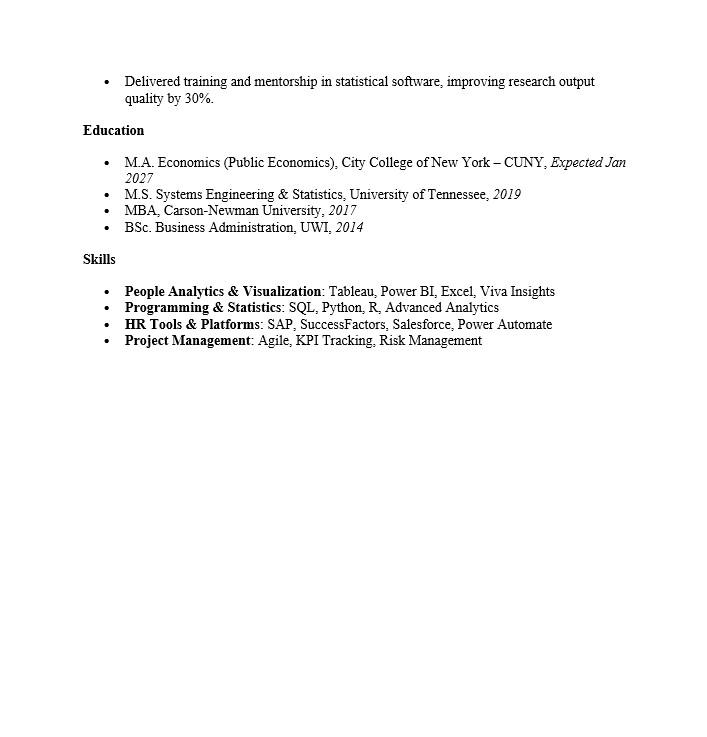 • Delivered training and mentorship in statistical software, improving research output
quality by 30%.
Education
• M.A. Economics (Public Economics), City College of New York – CUNY, Expected Jan
2027
• M.S. Systems Engineering & Statistics, University of Tennessee, 2019
• MBA, Carson-Newman University, 2017
• BSc. Business Administration, UWI, 2014
Skills
• People Analytics & Visualization: Tableau, Power BI, Excel, Viva Insights
• Programming & Statistics: SQL, Python, R, Advanced Analytics
• HR Tools & Platforms: SAP, SuccessFactors, Salesforce, Power Automate
• Project Management: Agile, KPI Tracking, Risk Management